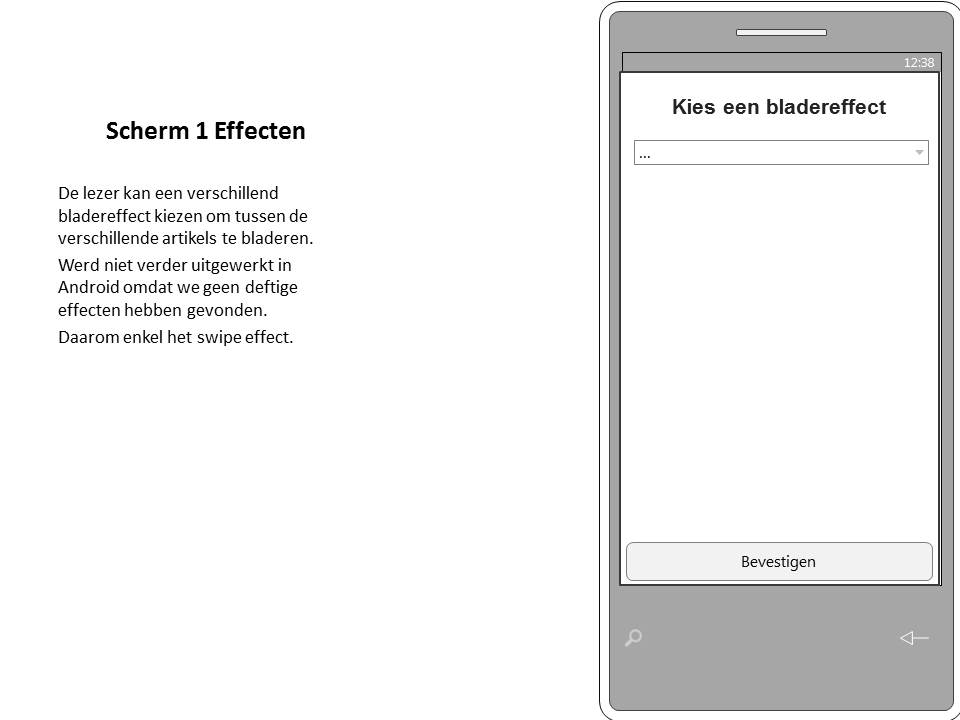 Scherm 1 Effecten
De lezer kan een verschillend
bladereffect kiezen om tussen de
verschillende artikels te bladeren.
Werd niet verder uitgewerkt in
Android omdat we geen deftige
effecten hebben gevonden.
Daarom enkel het swipe effect.
12:38
Kies een bladereffect
...
Bevestigen